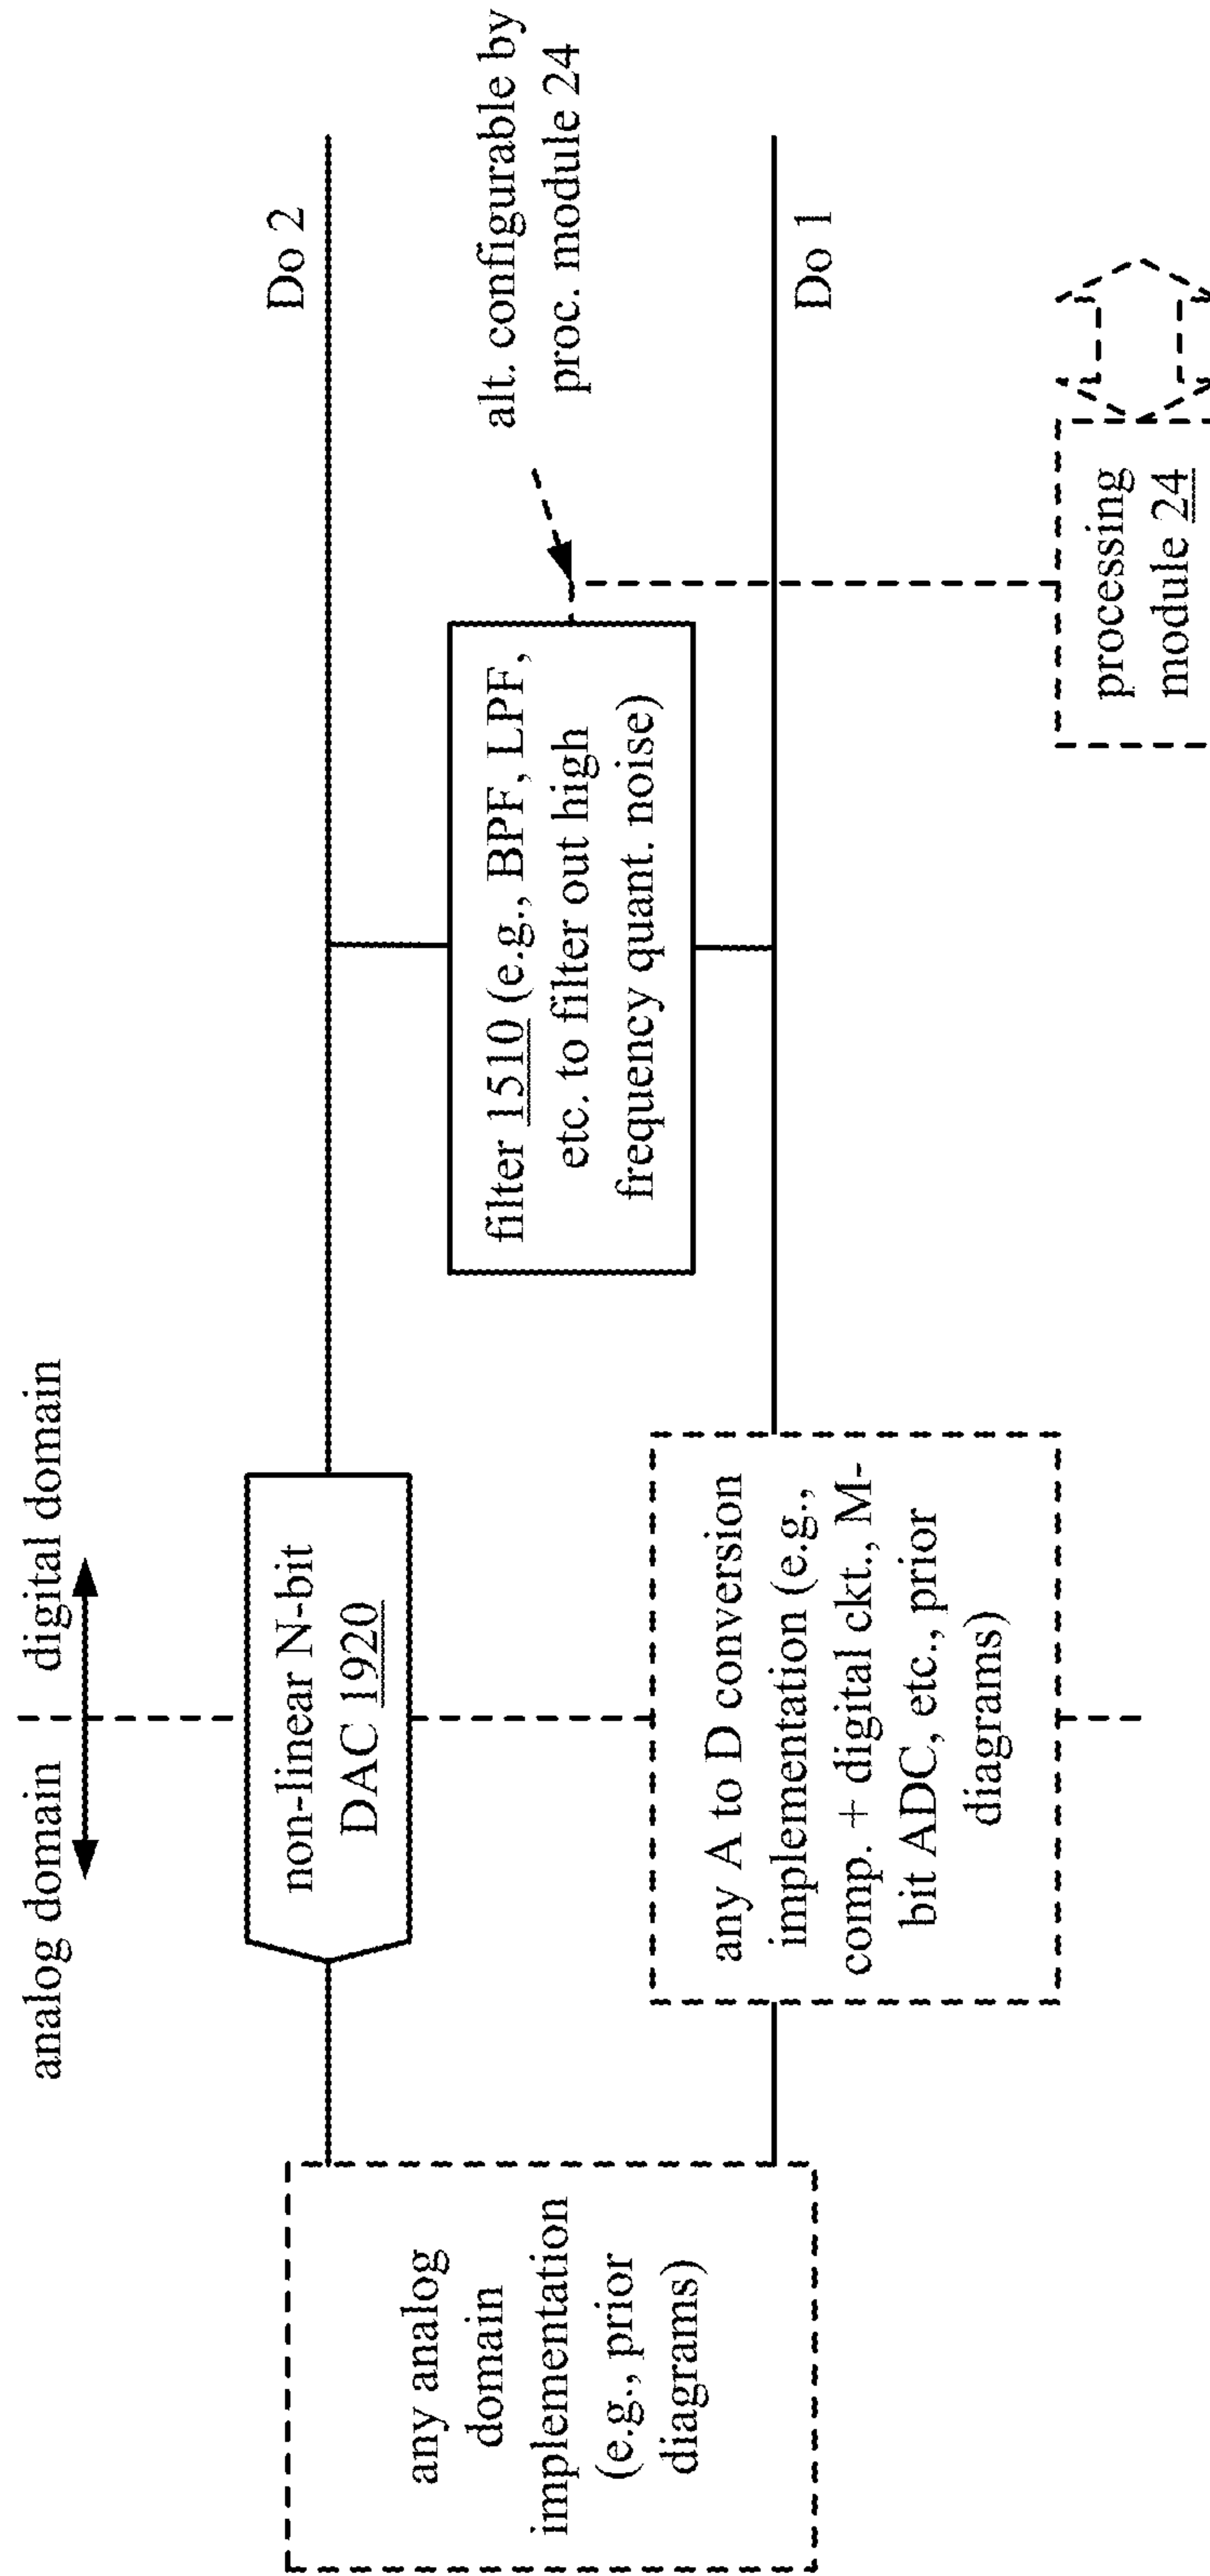 analog domain
digital domain
any analog
domain
implementation
(e.g., prior
diagrams)
non-linear N-bit
DAC 1920
Do 2
any A to D conversion
implementation (e.g.,
comp. + digital ckt., M-
bit ADC, etc., prior
diagrams)
filter 1510 (e.g., BPF, LPF,
etc. to filter out high
frequency quant. noise)
alt. configurable by
proc. module 24
Do 1
processing
module 24